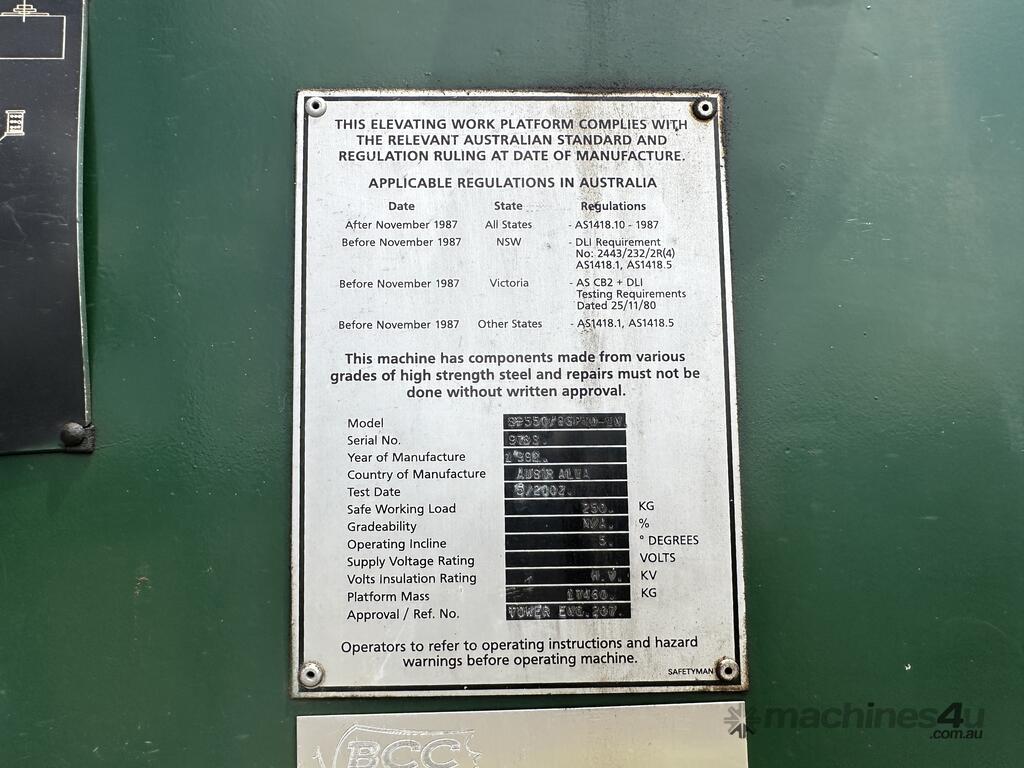 THIS ELEVATING WORK PLATFORM COMPLIES WITH
THE RELEVANT AUSTRALIAN STANDARD AND
REGULATION RULING AT DATE OF MANUFACTURE.
APPLICABLE REGULATIONS IN AUSTRALIA
Date State Regulations
After November 1987 All States - AS1418.10 - 1987
Before November 1987 NSW - DLI Requirement
No: 2443/232/2R(4)
AS1418.1, AS1418.5
Before November 1987 Victoria - AS CB2 + DLI
Testing Requirements
Dated 25/11/80
Before November 1987 Other States - AS1418.1, AS1418.5
This machine has components made from various
grades of high strength steel and repairs must not be
done without written approval.
Model
Serial No.
Year of Manufacture
Country of Manufacture AUSTRALIA
Test Date
Safe Working Load 250. KG
Gradeability N/A. %
Operating Incline 5. ° DEGREES
Supply Voltage Rating VOLTS
Volts Insulation Rating KV
Platform Mass 17460. KG
Approval / Ref. No. TOWER ENG.
Operators to refer to operating instructions and hazard
warnings before operating machine.
SAFETYMAN
BCC
machines4u
.com.au